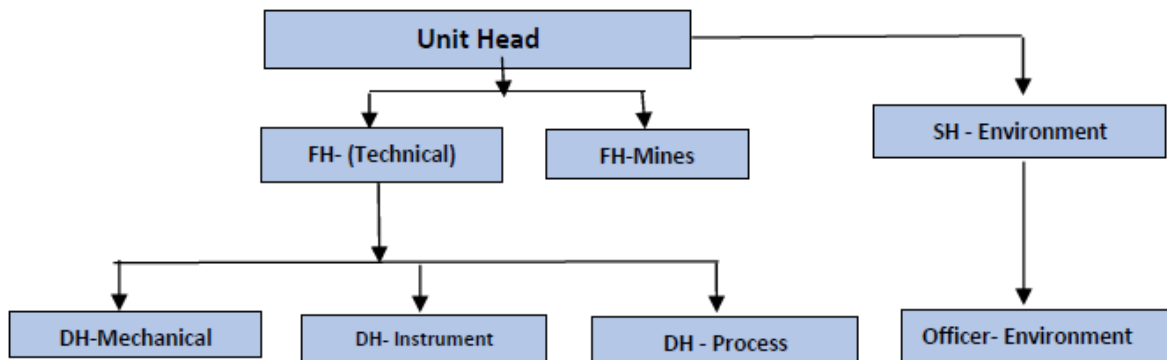 Unit Head
SH - Environment
FH- (Technical)
FH-Mines
DH-Mechanical
DH- Instrument
DH - Process
Officer- Environment